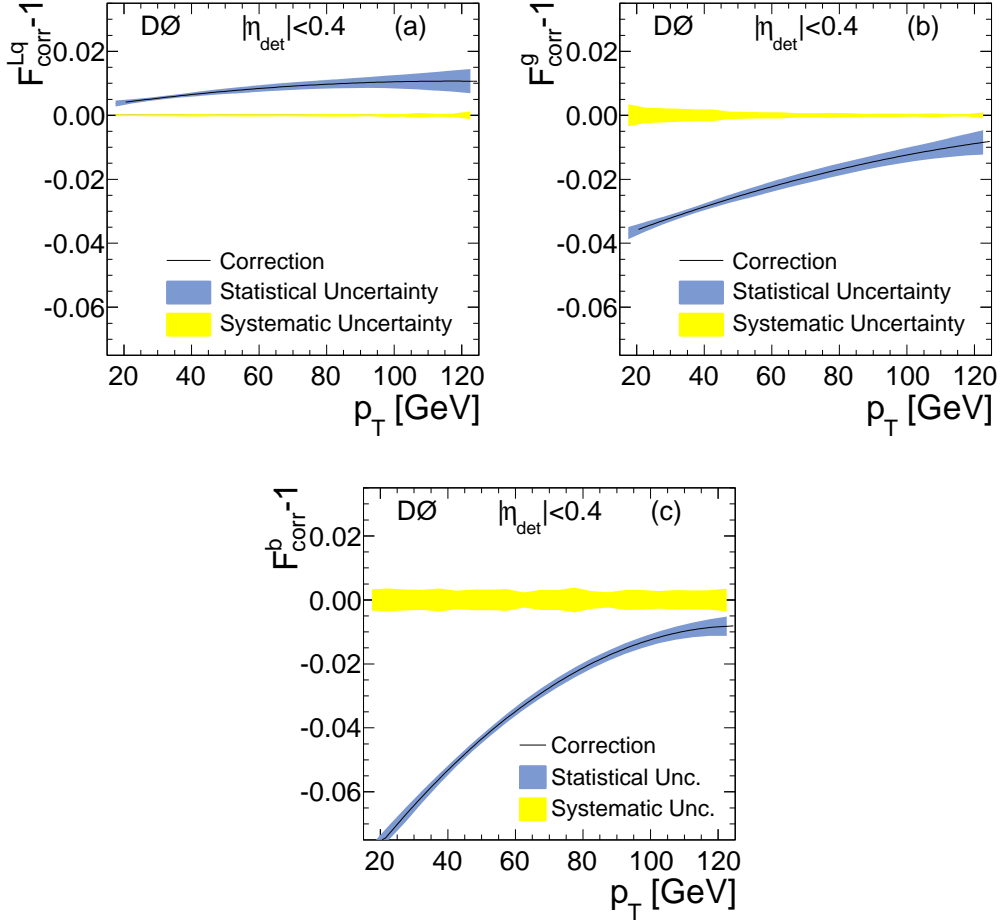 DØ |η_det|<0.4 (a)
F^Lq_corr-1
0.02
0.00
-0.02
-0.04
-0.06
Correction
Statistical Uncertainty
Systematic Uncertainty
20 40 60 80 100 120
p_T [GeV]
DØ |η_det|<0.4 (b)
F^g_corr-1
0.02
0.00
-0.02
-0.04
-0.06
Correction
Statistical Uncertainty
Systematic Uncertainty
20 40 60 80 100 120
p_T [GeV]
DØ |η_det|<0.4 (c)
F^b_corr-1
0.02
0.00
-0.02
-0.04
-0.06
Correction
Statistical Unc.
Systematic Unc.
20 40 60 80 100 120
p_T [GeV]